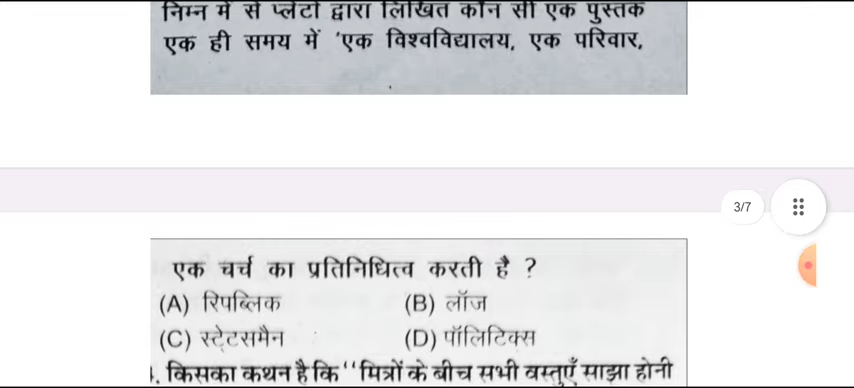 निम्न में से प्लेटो द्वारा लिखित कौन सी एक पुस्तक
एक ही समय में 'एक विश्वविद्यालय, एक परिवार,
3/7
एक चर्च का प्रतिनिधित्व करती है ?
(A) रिपब्लिक (B) लॉज
(C) स्टेटसमैन (D) पॉलिटिक्स
. किसका कथन है कि ''मित्रों के बीच सभी वस्तुएँ साझा होनी